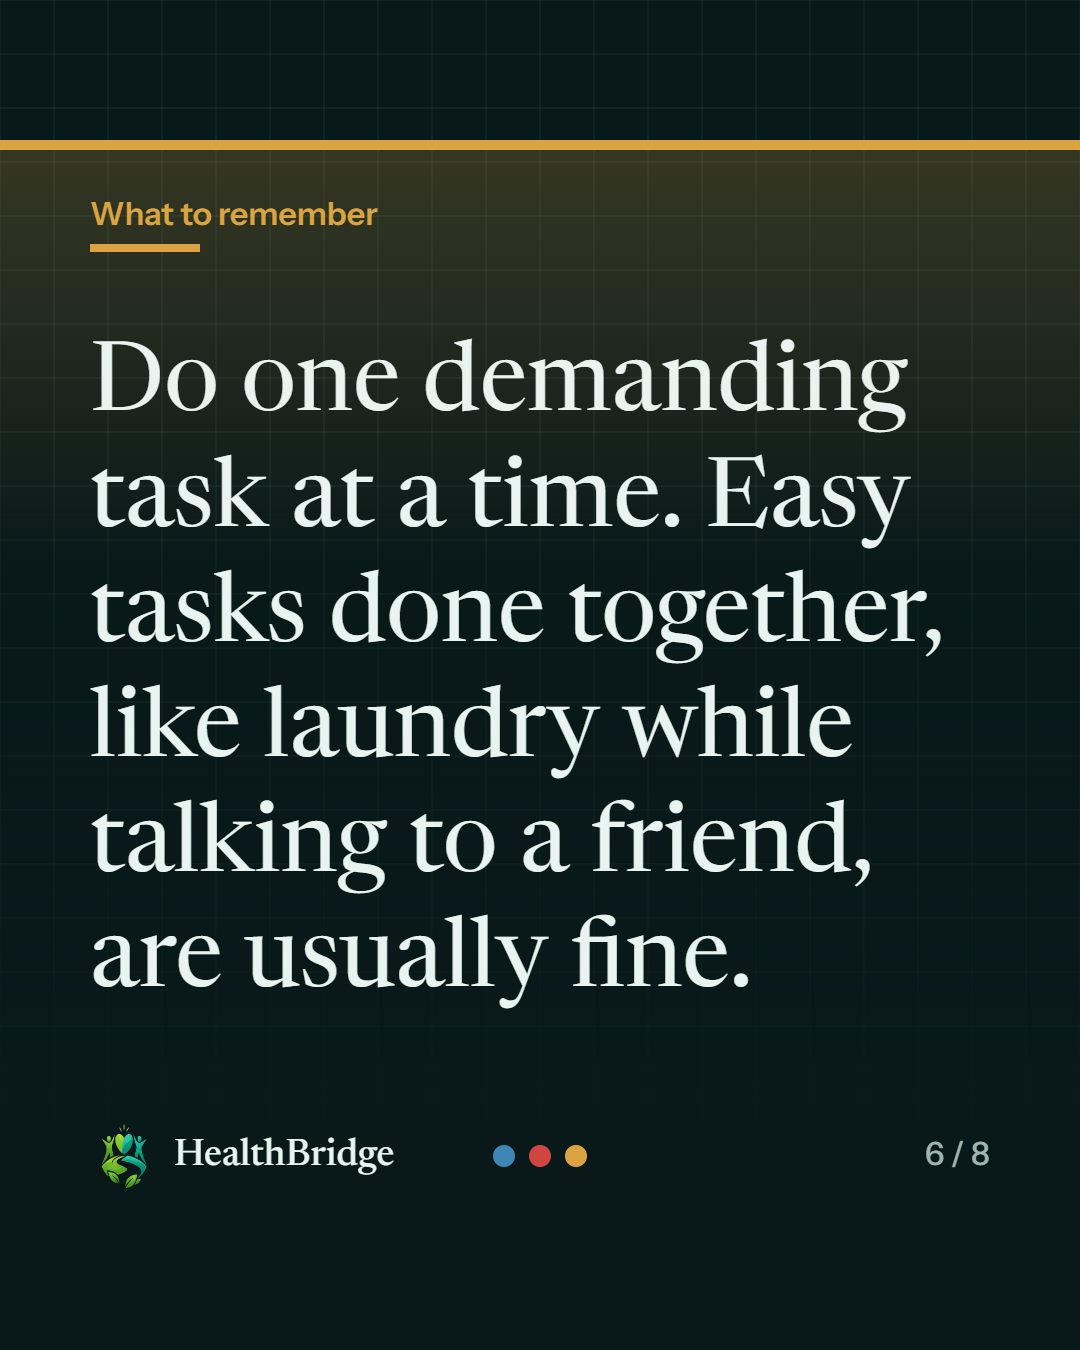 What to remember
Do one demanding
task at a time. Easy
tasks done together,
like laundry while
talking to a friend,
are usually fine.
HealthBridge
6 / 8